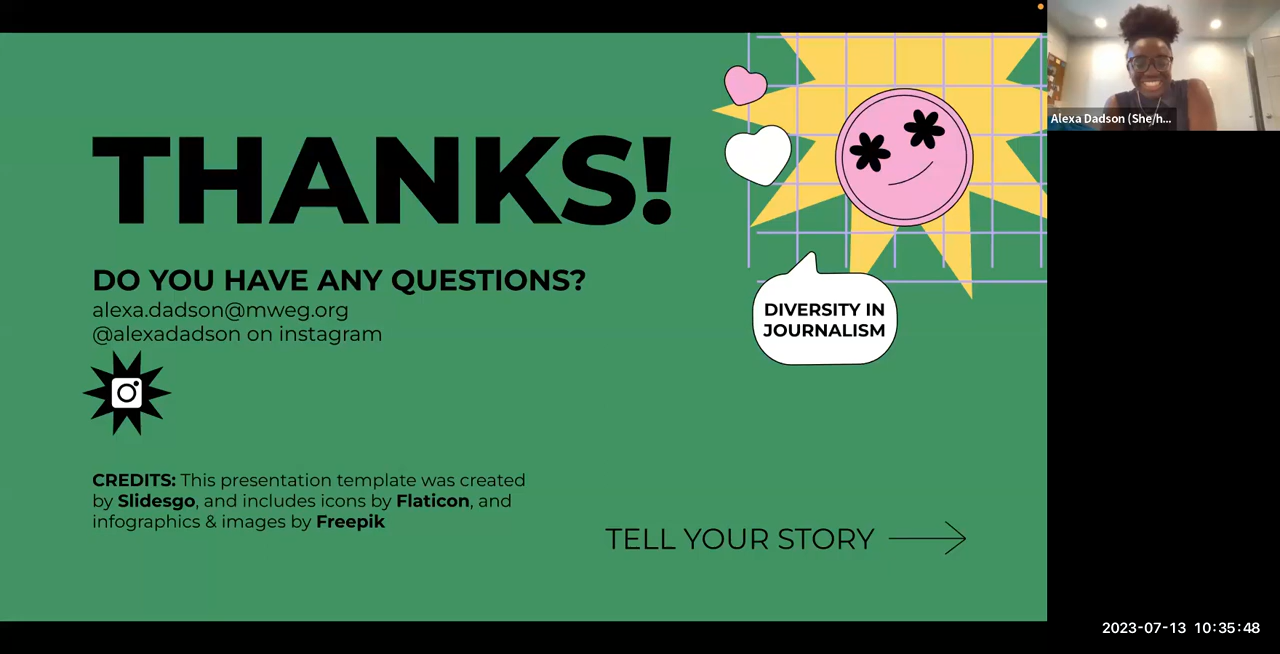 THANKS!
DO YOU HAVE ANY QUESTIONS?
alexa.dadson@mweg.org
@alexadadson on instagram
CREDITS: This presentation template was created
by Slidesgo, and includes icons by Flaticon, and
infographics & images by Freepik
DIVERSITY IN
JOURNALISM
TELL YOUR STORY
Alexa Dadson (She/h...
2023-07-13 10:35:48